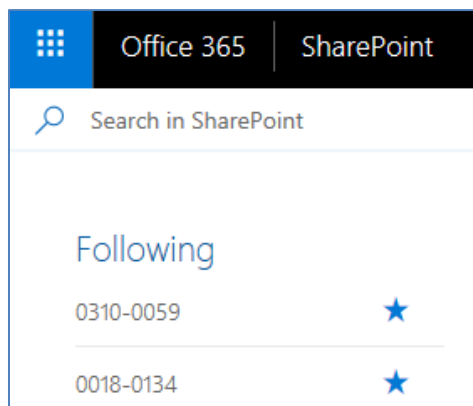 Office 365 SharePoint
Search in SharePoint
Following
0310-0059
0018-0134